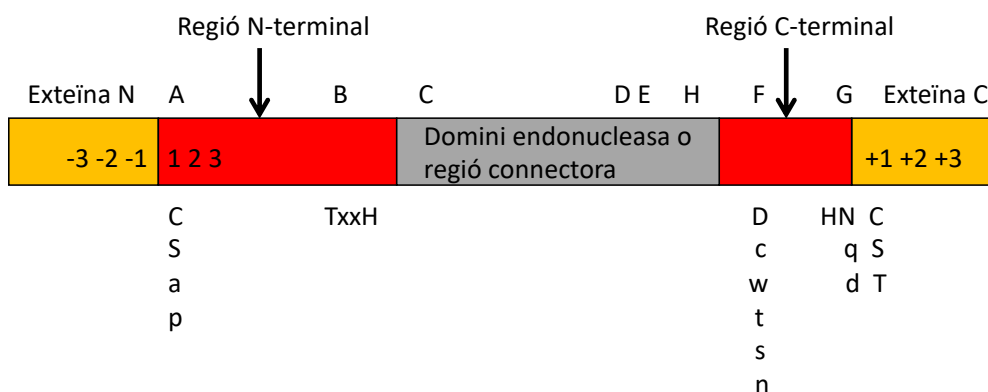 Regió N-terminal Regió C-terminal
Exteïna N A B C D E H F G Exteïna C
Domini endonucleasa o
-3 -2 -1 1 2 3 regió connectora +1 +2 +3
C TxxH D HN C
S c q S
a w d T
p t
s
n